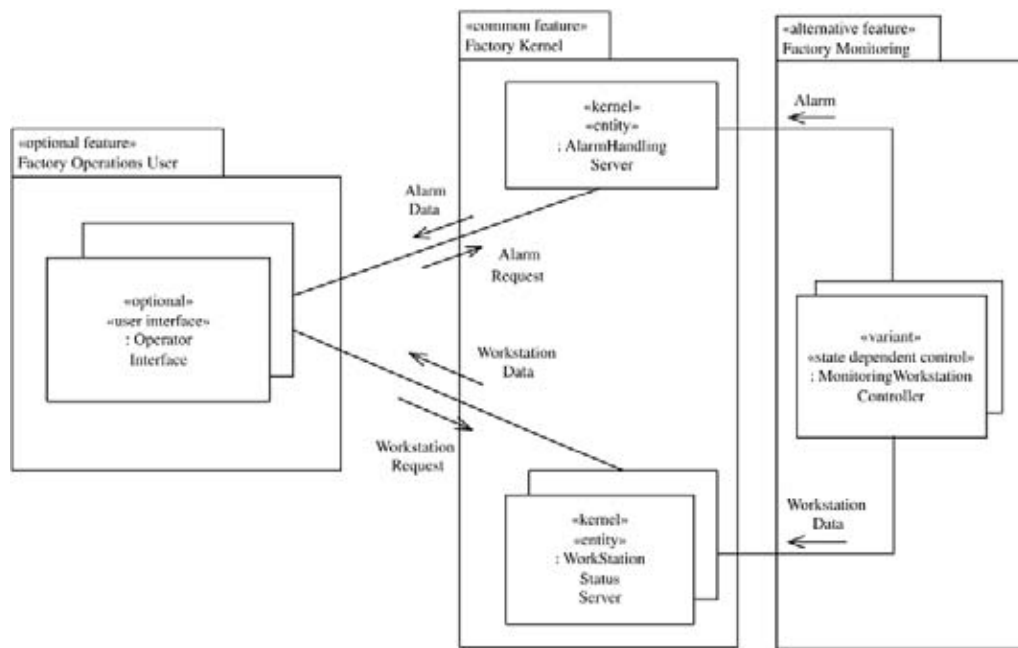 «common feature»
Factory Kernel
«alternative feature»
Factory Monitoring
«kernel»
«entity»
: AlarmHandling
Server
Alarm
«optional feature»
Factory Operations User
Alarm
Data
Alarm
Request
«optional»
«user interface»
: Operator
Interface
Workstation
Data
«variant»
«state dependent control»
: MonitoringWorkstation
Controller
Workstation
Request
«kernel»
«entity»
: WorkStation
Status
Server
Workstation
Data